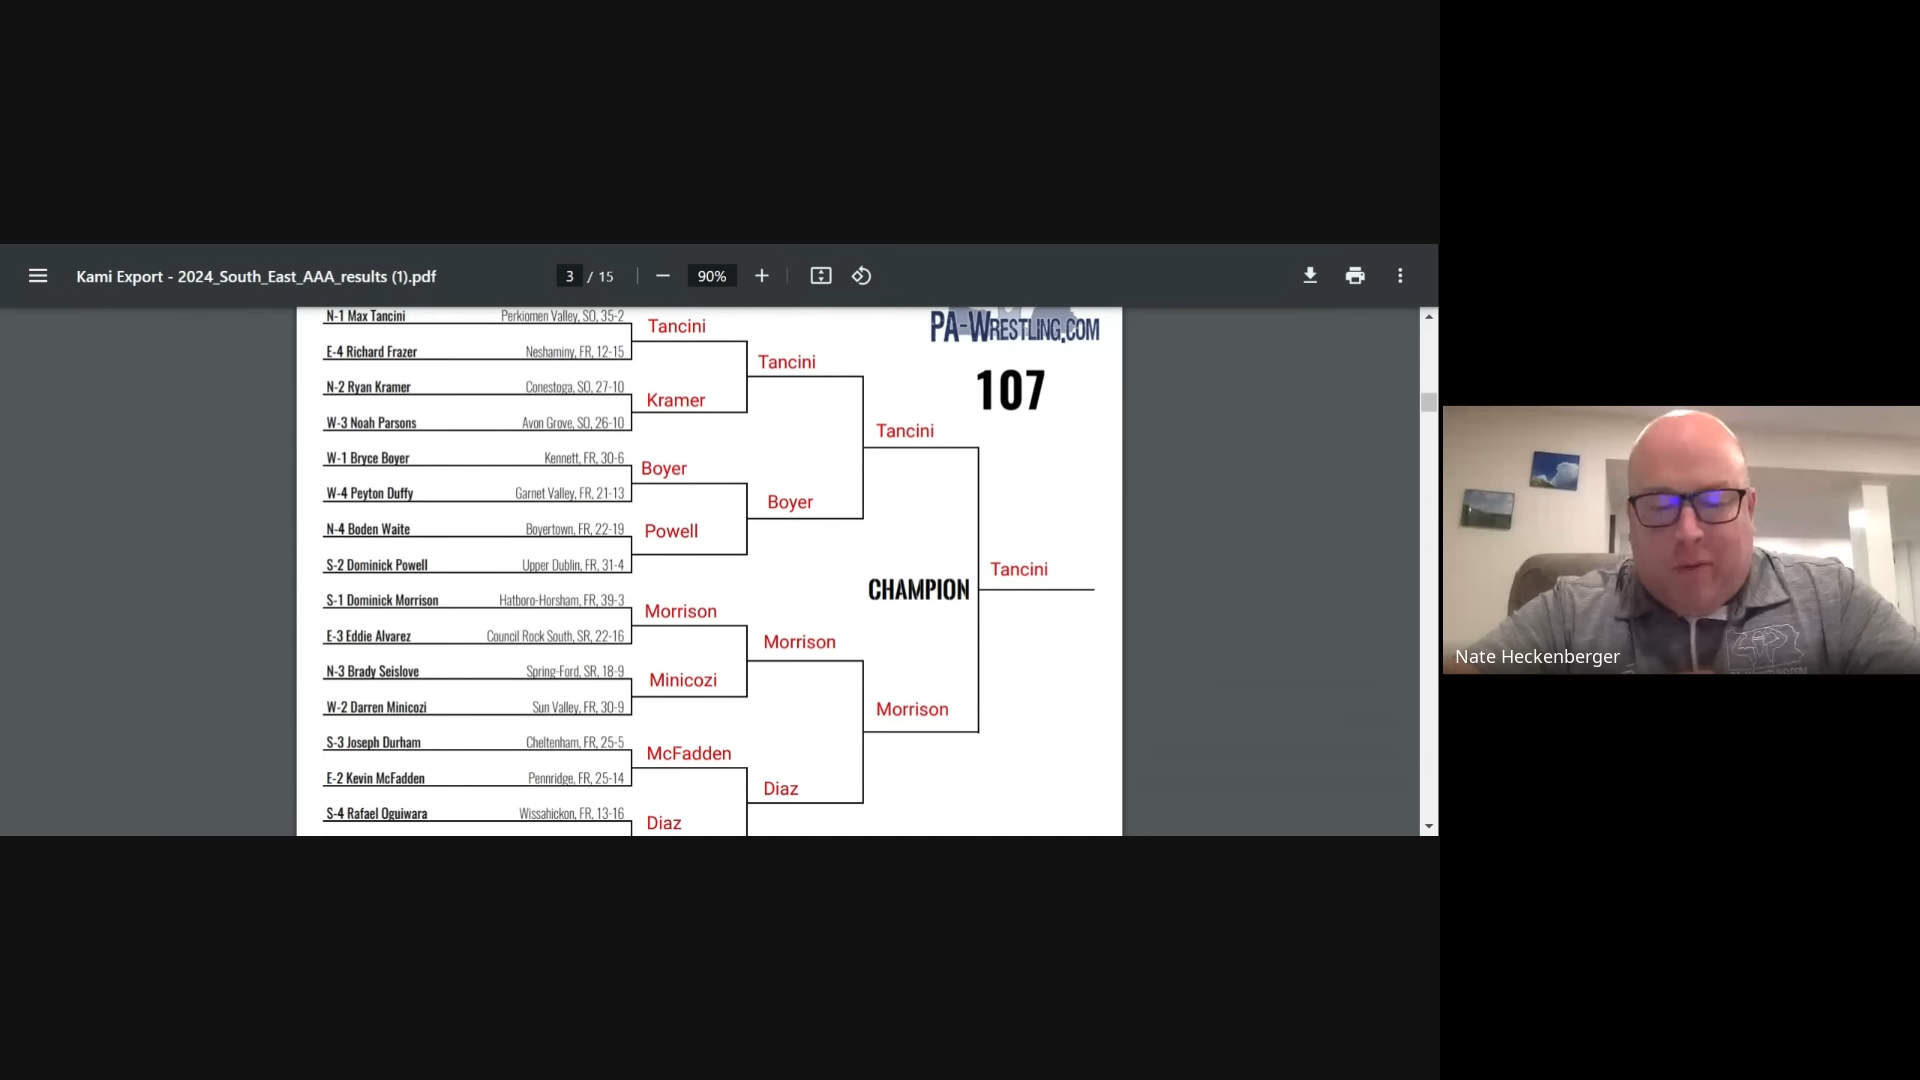 Kami Export - 2024_South_East_AAA_results (1).pdf
3 / 15
90%
PA-WRESTLING.COM
107
N-1 Max Tancini Perkiomen Valley, SO, 35-2
Tancini
E-4 Richard Frazer Neshaminy, FR, 12-15
Tancini
N-2 Ryan Kramer Conestoga, SO, 27-10
Kramer
W-3 Noah Parsons Avon Grove, SO, 26-10
Tancini
W-1 Bryce Boyer Kennett, FR, 30-6
Boyer
W-4 Peyton Duffy Garnet Valley, FR, 21-13
Boyer
N-4 Boden Waite Boyertown, FR, 22-19
Powell
S-2 Dominick Powell Upper Dublin, FR, 31-4
Tancini
CHAMPION
S-1 Dominick Morrison Hatboro-Horsham, FR, 39-3
Morrison
E-3 Eddie Alvarez Council Rock South, SR, 22-16
Morrison
N-3 Brady Seislove Spring-Ford, SR, 18-9
Minicozi
W-2 Darren Minicozi Sun Valley, FR, 30-9
Morrison
S-3 Joseph Durham Cheltenham, FR, 25-5
McFadden
E-2 Kevin McFadden Pennridge, FR, 25-14
Diaz
S-4 Rafael Oguiwara Wissahickon, FR, 13-16
Diaz
Nate Heckenberger